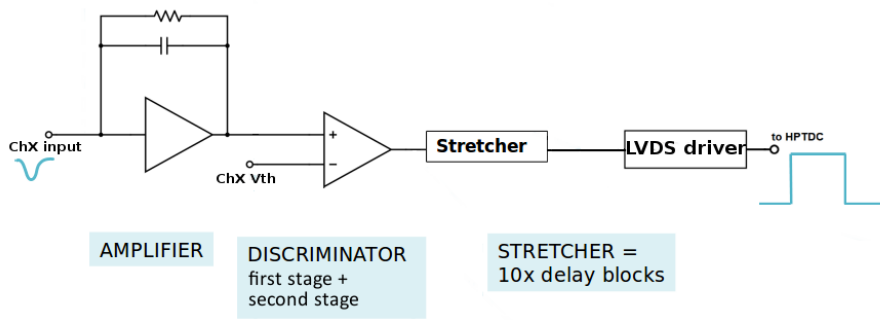 ChX input
+
−
ChX Vth
Stretcher
LVDS driver
to HPTDC
AMPLIFIER
DISCRIMINATOR
first stage +
second stage
STRETCHER =
10x delay blocks